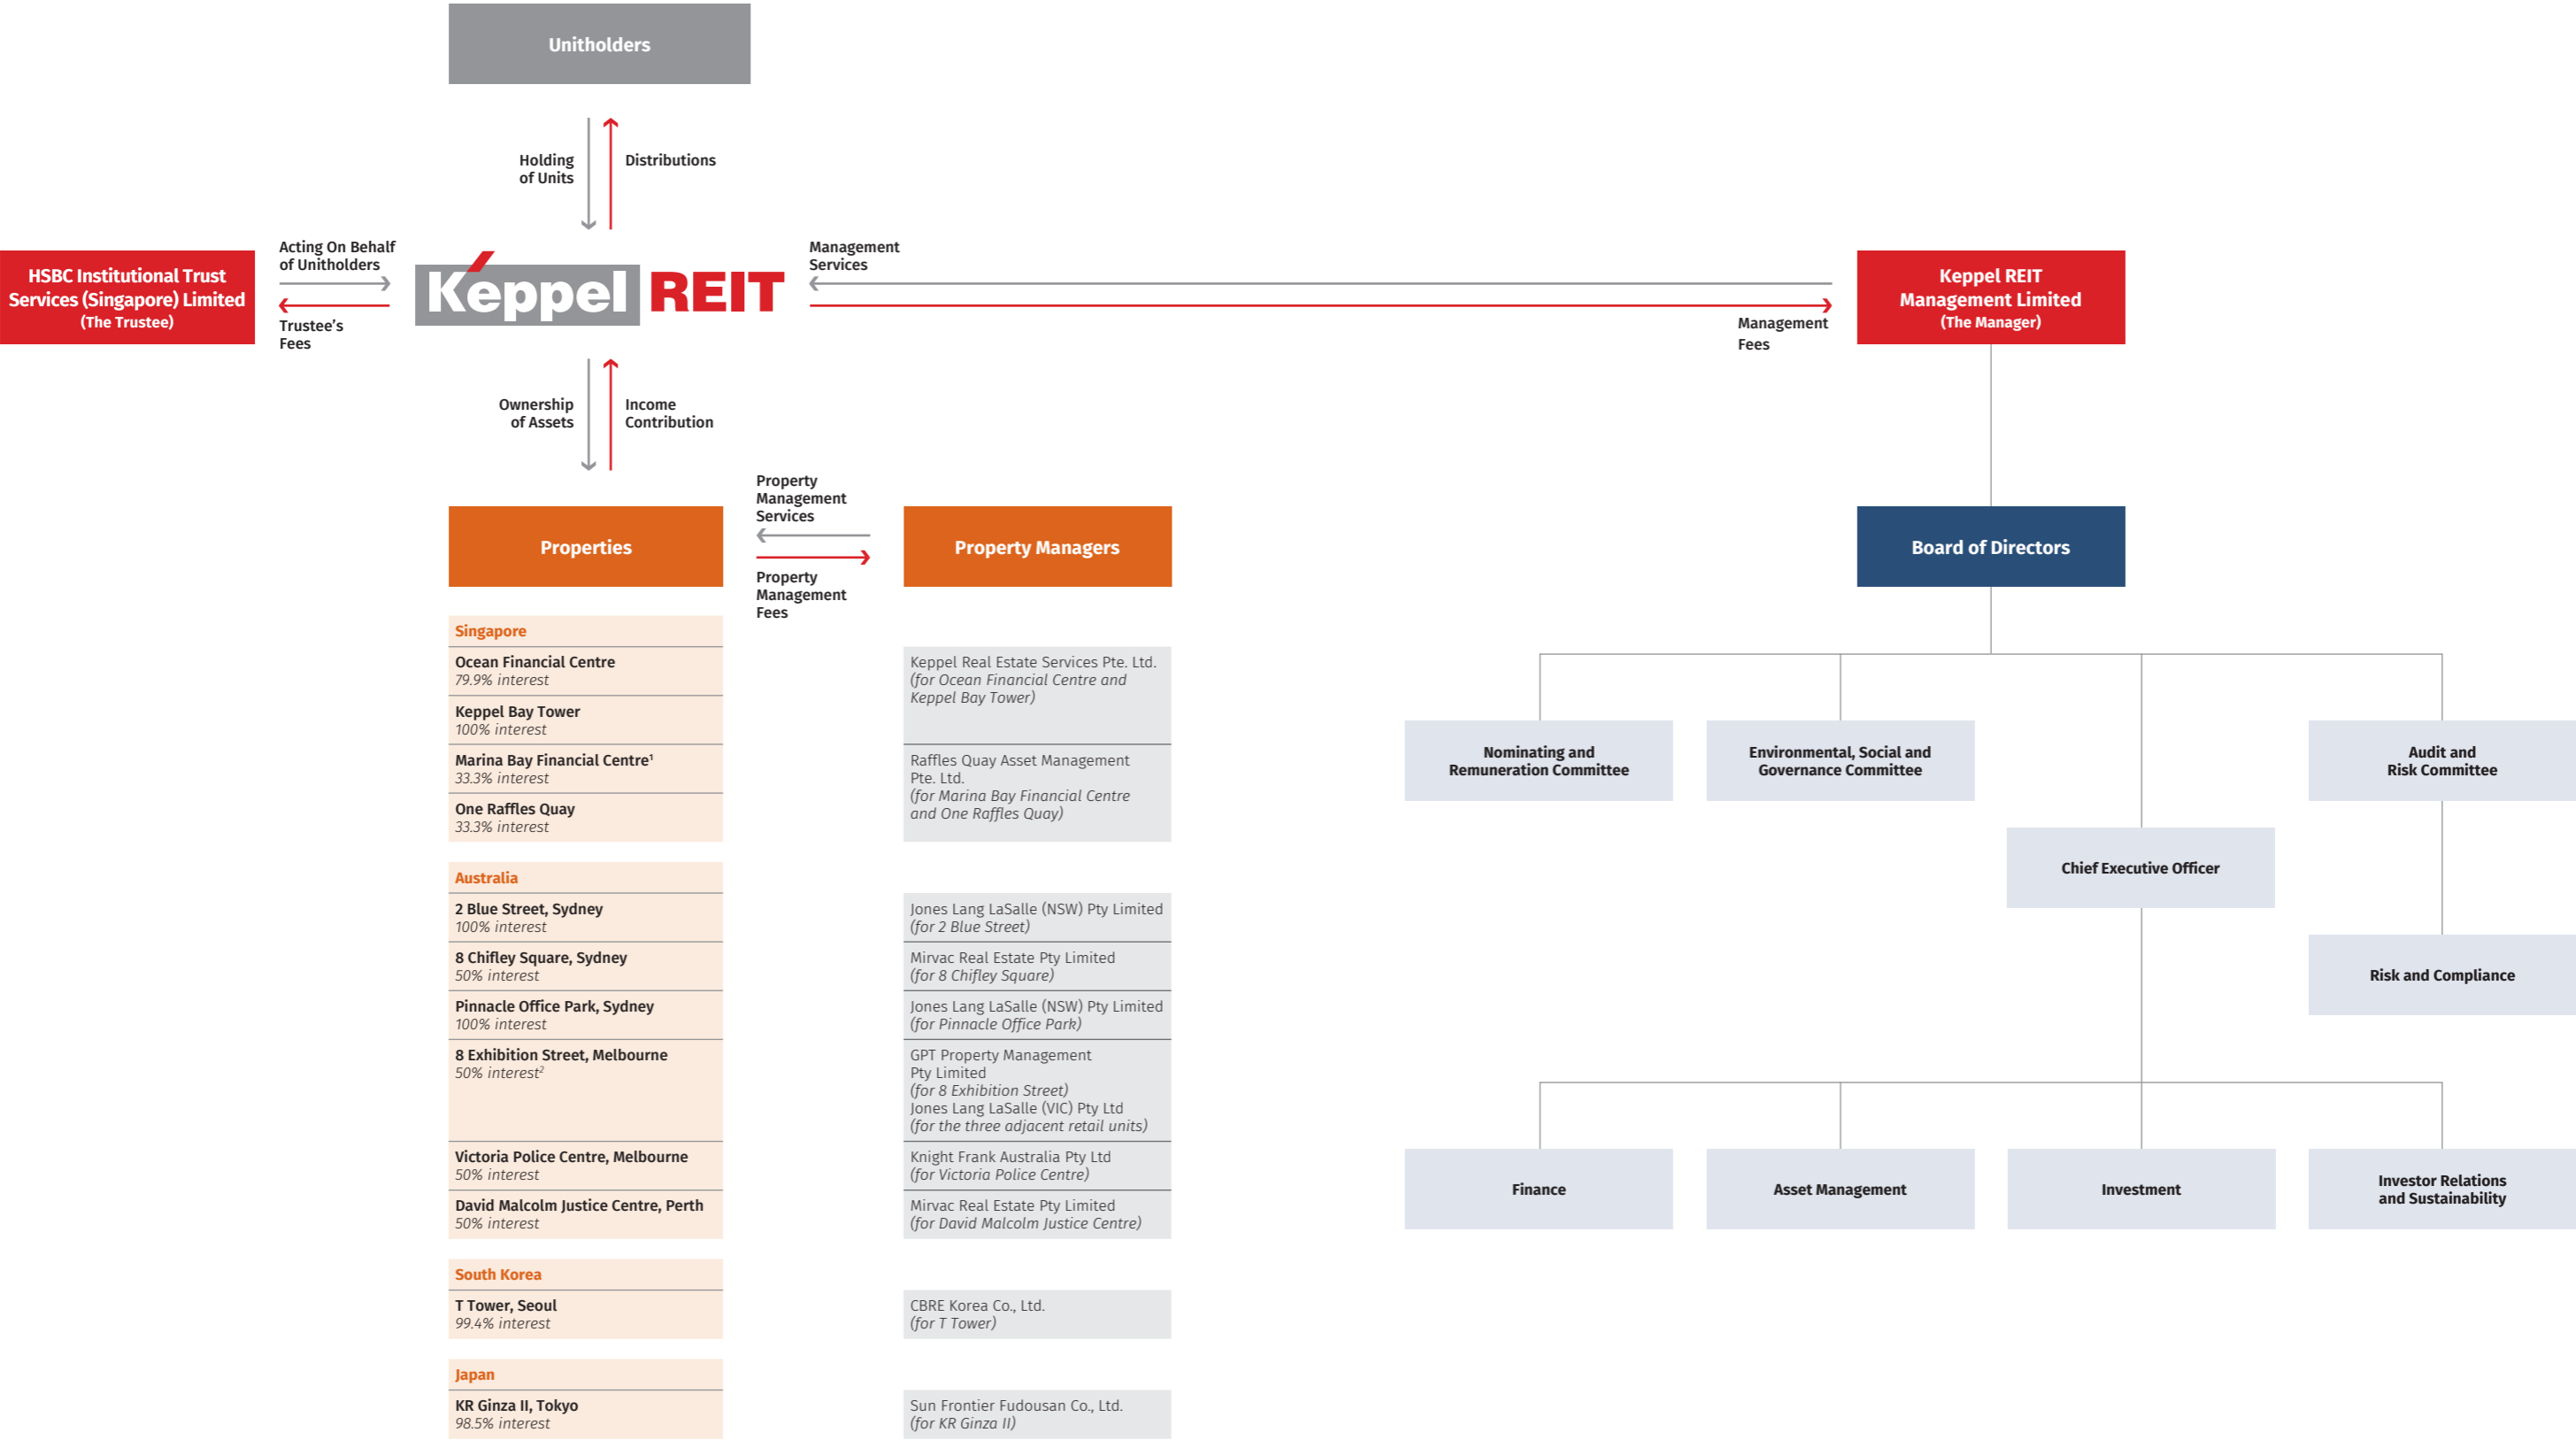 Unitholders
Holding
of Units
Distributions
HSBC Institutional Trust
Services (Singapore) Limited
(The Trustee)
Acting On Behalf
of Unitholders
Trustee’s
Fees
Keppel REIT
Management
Services
Management
Fees
Keppel REIT
Management Limited
(The Manager)
Ownership
of Assets
Income
Contribution
Properties
Property
Management
Services
Property
Management
Fees
Property Managers
Singapore
Ocean Financial Centre
79.9% interest
Keppel Bay Tower
100% interest
Marina Bay Financial Centre¹
33.3% interest
One Raffles Quay
33.3% interest
Keppel Real Estate Services Pte. Ltd.
(for Ocean Financial Centre and
Keppel Bay Tower)
Raffles Quay Asset Management
Pte. Ltd.
(for Marina Bay Financial Centre
and One Raffles Quay)
Australia
2 Blue Street, Sydney
100% interest
8 Chifley Square, Sydney
50% interest
Pinnacle Office Park, Sydney
100% interest
8 Exhibition Street, Melbourne
50% interest²
Victoria Police Centre, Melbourne
50% interest
David Malcolm Justice Centre, Perth
50% interest
Jones Lang LaSalle (NSW) Pty Limited
(for 2 Blue Street)
Mirvac Real Estate Pty Limited
(for 8 Chifley Square)
Jones Lang LaSalle (NSW) Pty Limited
(for Pinnacle Office Park)
GPT Property Management
Pty Limited
(for 8 Exhibition Street)
Jones Lang LaSalle (VIC) Pty Ltd
(for the three adjacent retail units)
Knight Frank Australia Pty Ltd
(for Victoria Police Centre)
Mirvac Real Estate Pty Limited
(for David Malcolm Justice Centre)
South Korea
T Tower, Seoul
99.4% interest
CBRE Korea Co., Ltd.
(for T Tower)
Japan
KR Ginza II, Tokyo
98.5% interest
Sun Frontier Fudousan Co., Ltd.
(for KR Ginza II)
Board of Directors
Nominating and
Remuneration Committee
Environmental, Social and
Governance Committee
Audit and
Risk Committee
Chief Executive Officer
Risk and Compliance
Finance
Asset Management
Investment
Investor Relations
and Sustainability